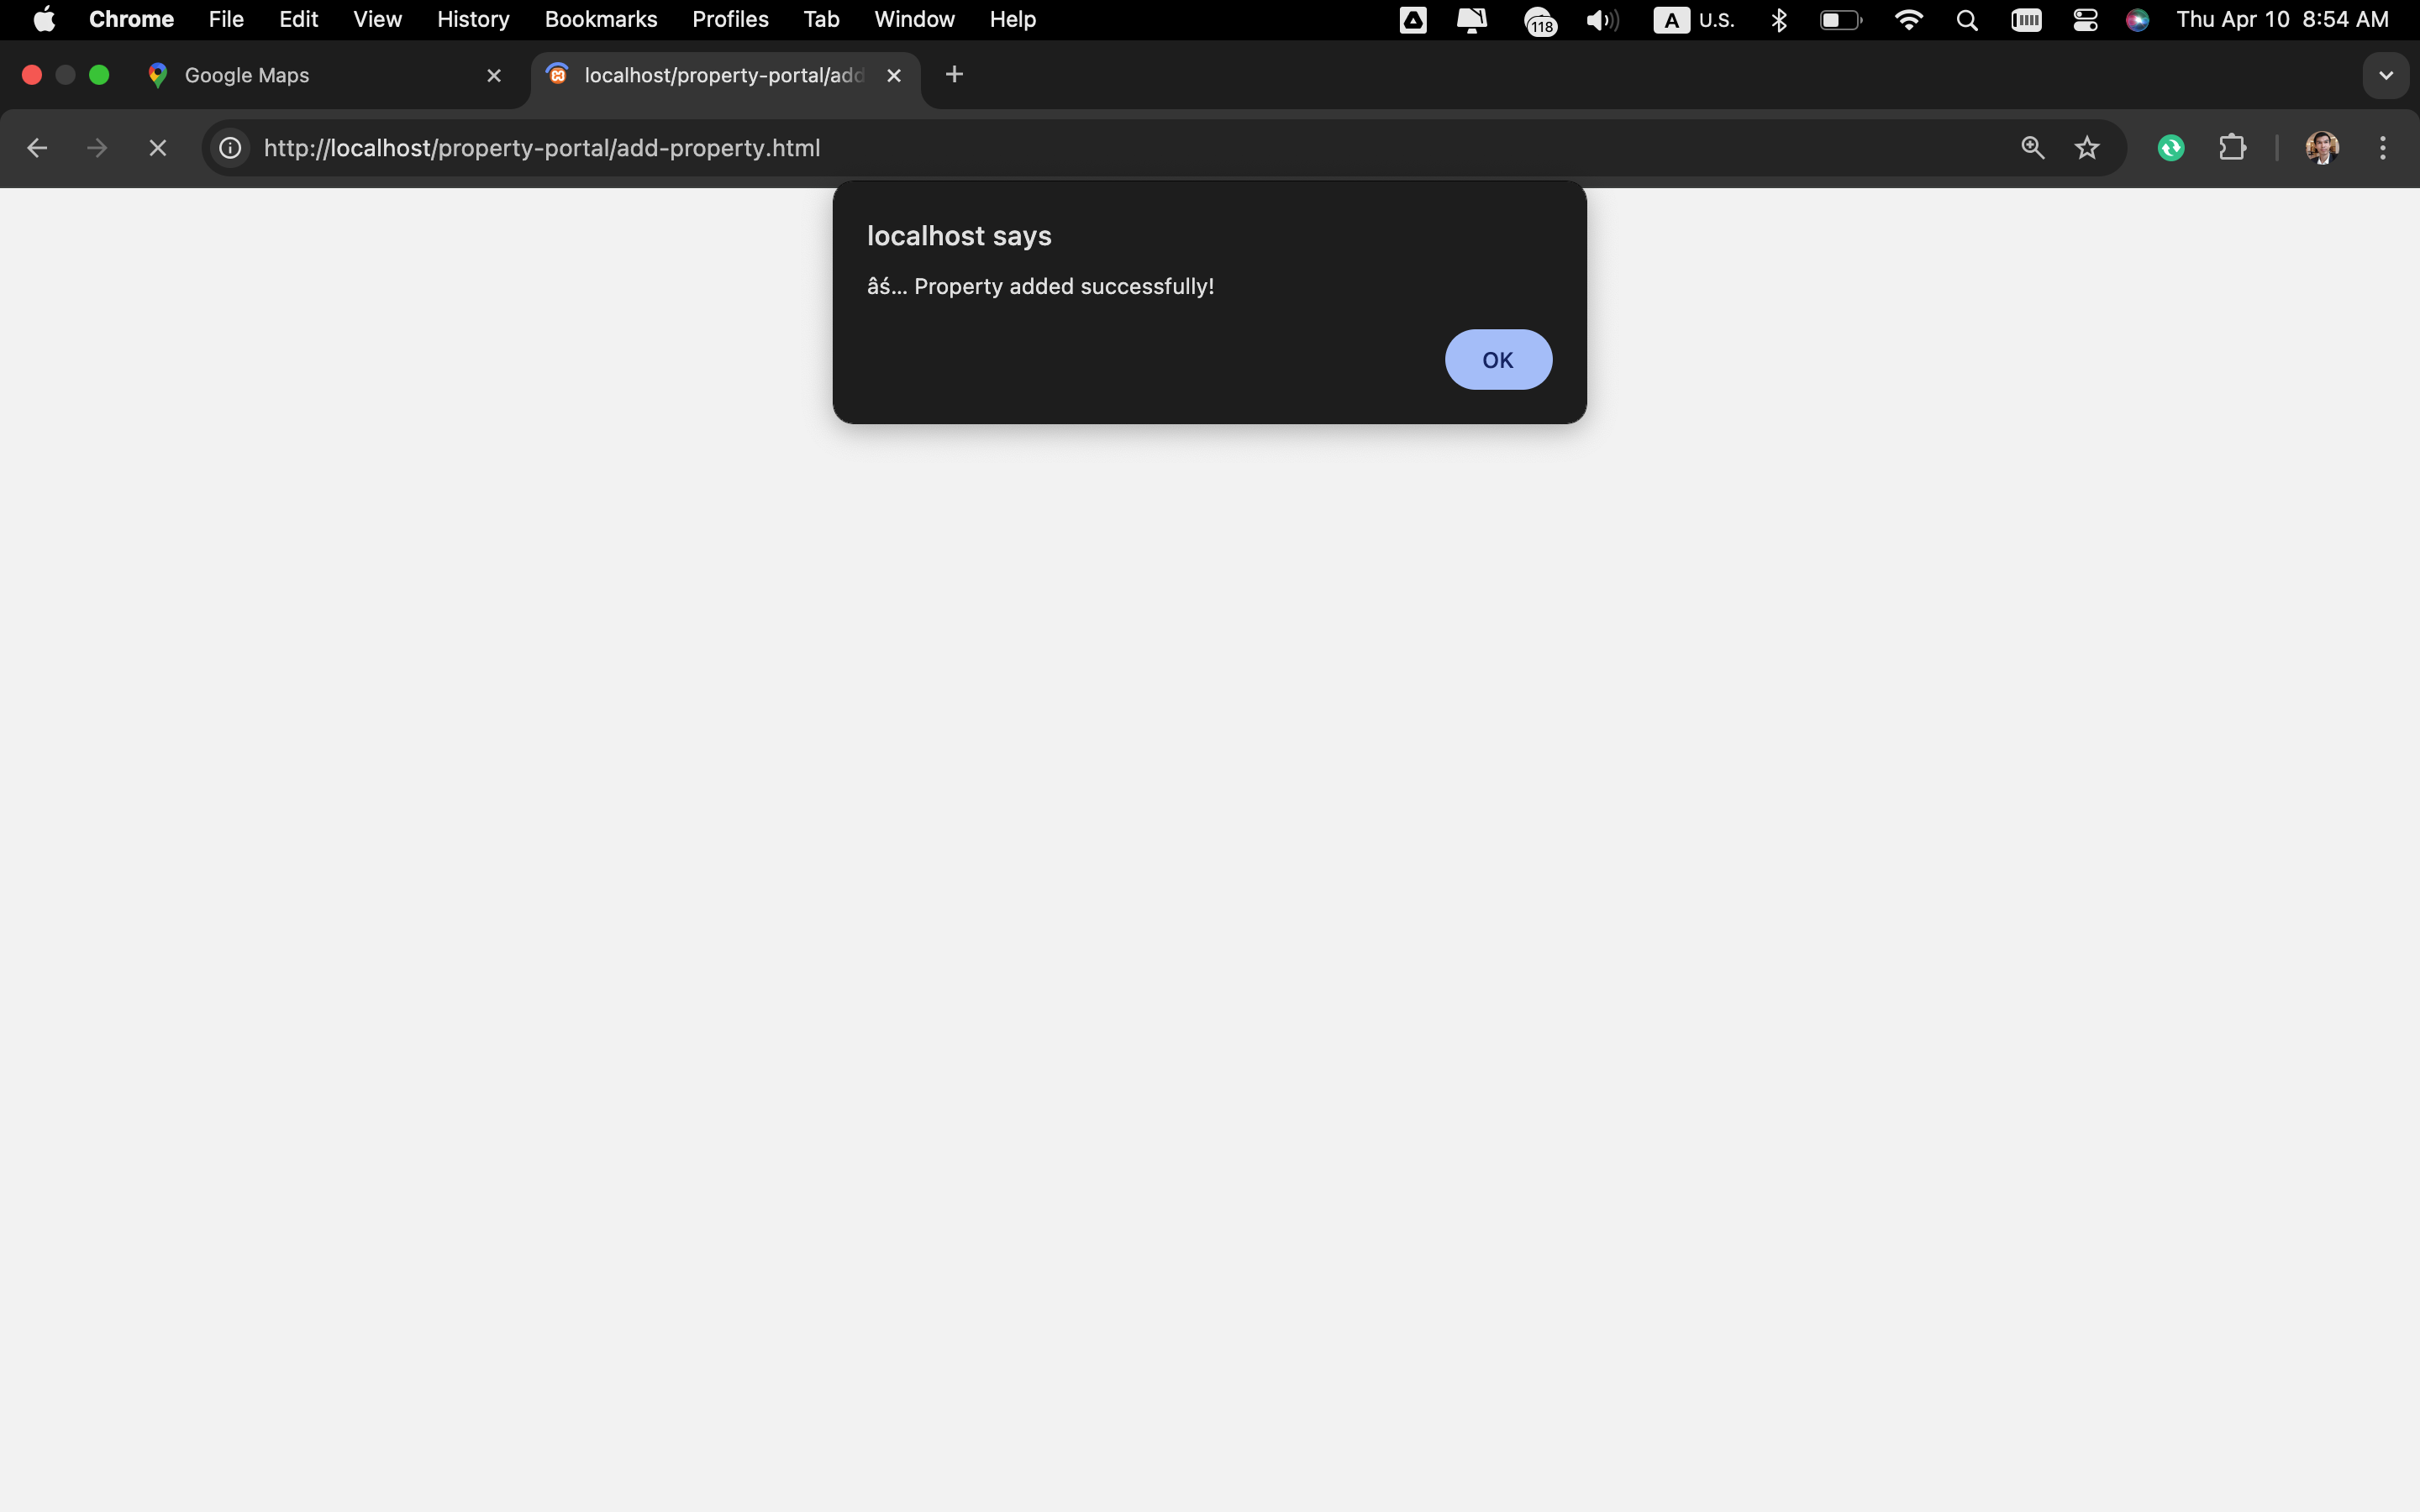 Chrome File Edit View History Bookmarks Profiles Tab Window Help 118 A U.S. Thu Apr 10 8:54 AM
Google Maps localhost/property-portal/add
http://localhost/property-portal/add-property.html
localhost says
âś… Property added successfully!
OK